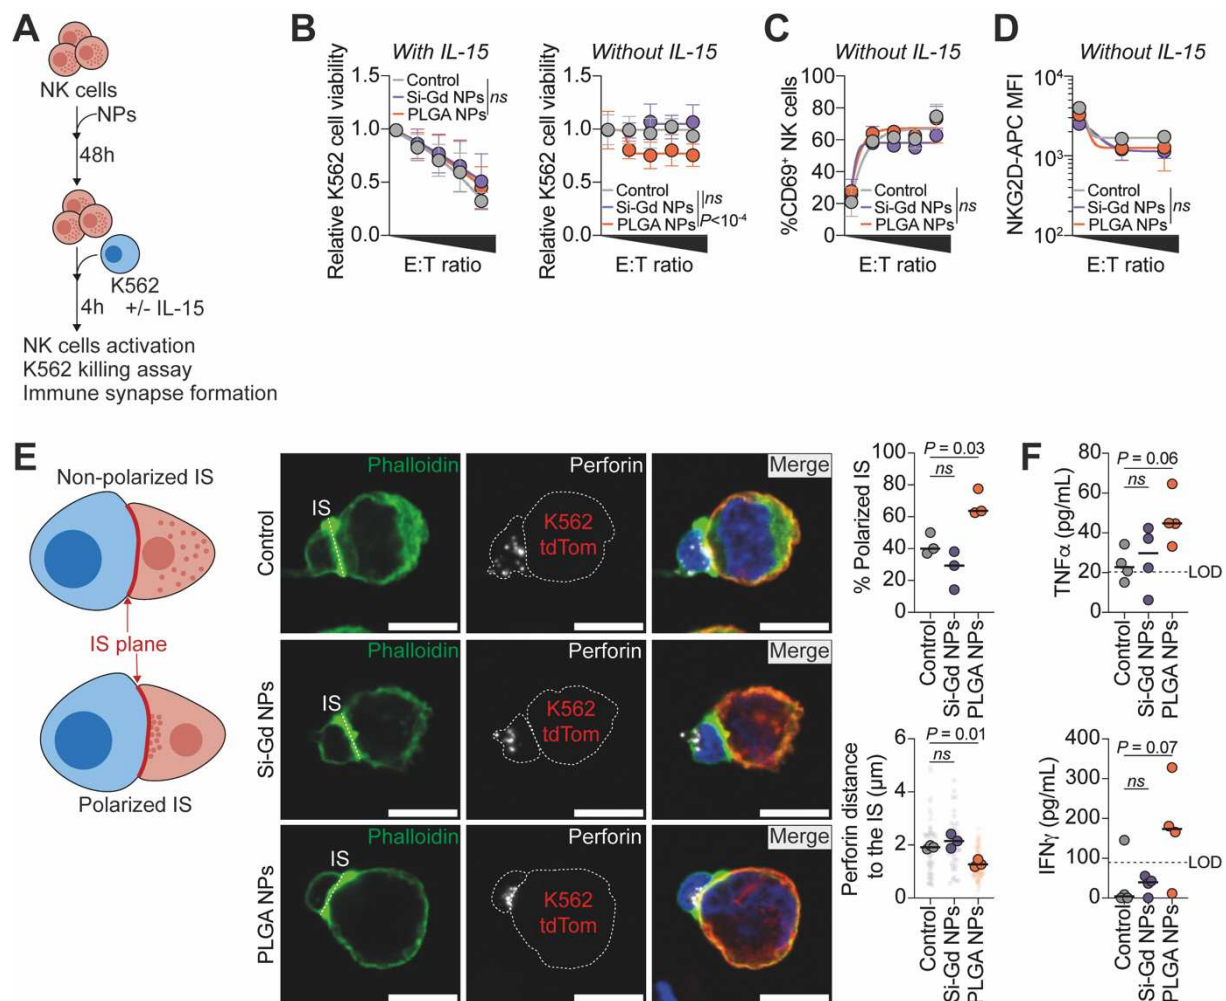 A
NK cells
NPs
48h
K562
+/- IL-15
4h
NK cells activation
K562 killing assay
Immune synapse formation
B
With IL-15
Relative K562 cell viability
1.5
1.0
0.5
0.0
Control
Si-Gd NPs
PLGA NPs
ns
E:T ratio
Without IL-15
Relative K562 cell viability
1.5
1.0
0.5
0.0
Control
Si-Gd NPs
PLGA NPs
ns
P<10⁻⁴
E:T ratio
C
Without IL-15
%CD69⁺ NK cells
100
80
60
40
20
0
Control
Si-Gd NPs
PLGA NPs
ns
E:T ratio
D
Without IL-15
NKG2D-APC MFI
10⁴
10³
10²
Control
Si-Gd NPs
PLGA NPs
ns
E:T ratio
E
Non-polarized IS
IS plane
Polarized IS
Control
Phalloidin
IS
Perforin
K562
tdTom
Merge
Si-Gd NPs
Phalloidin
IS
Perforin
K562
tdTom
Merge
PLGA NPs
Phalloidin
IS
Perforin
K562
tdTom
Merge
% Polarized IS
100
80
60
40
20
0
P = 0.03
ns
Control
Si-Gd NPs
PLGA NPs
Perforin distance
to the IS (µm)
6
4
2
0
P = 0.01
ns
Control
Si-Gd NPs
PLGA NPs
F
TNFα (pg/mL)
80
60
40
20
0
P = 0.06
ns
LOD
Control
Si-Gd NPs
PLGA NPs
IFNγ (pg/mL)
400
300
200
100
0
P = 0.07
ns
LOD
Control
Si-Gd NPs
PLGA NPs